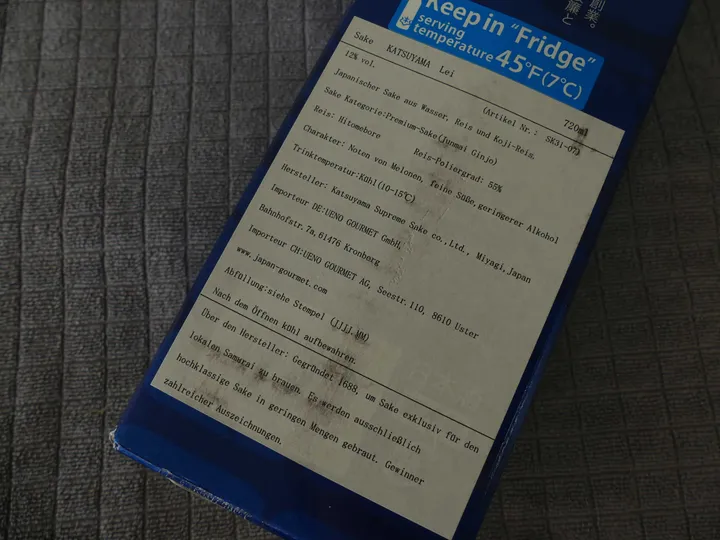 創業。
簾と
Keep in "Fridge"
serving
temperature 45°F(7℃)
Sake KATSUYAMA Lei
12% vol. 720ml
(Artikel Nr.: SK31-07)
Japanischer Sake aus Wasser, Reis und Koji-Reis.
Sake Kategorie:Premium-Sake(Junmai Ginjo)
Reis: Hitomebore Reis-Poliergrad: 55%
Charakter: Noten von Melonen, feine Süße,geringerer Alkohol
Trinktemperatur:Kühl(10-15℃)
Hersteller: Katsuyama Supreme Sake co.,Ltd., Miyagi,Japan
Importeur DE:UENO GOURMET GmbH,
Bahnhofstr.7a,61476 Kronborg
Importeur CH:UENO GOURMET AG, Seestr.110, 8610 Uster
www.japan-gourmet.com
Abfüllung:siehe Stempel (JJJJ.MM)
Nach dem Öffnen kühl aufbewahren.
Über den Hersteller: Gegründet 1688, um Sake exklusiv für den
lokalen Samurai zu brauen. Es werden ausschließlich
hochklassige Sake in geringen Mengen gebraut. Gewinner
zahlreicher Auszeichnungen.